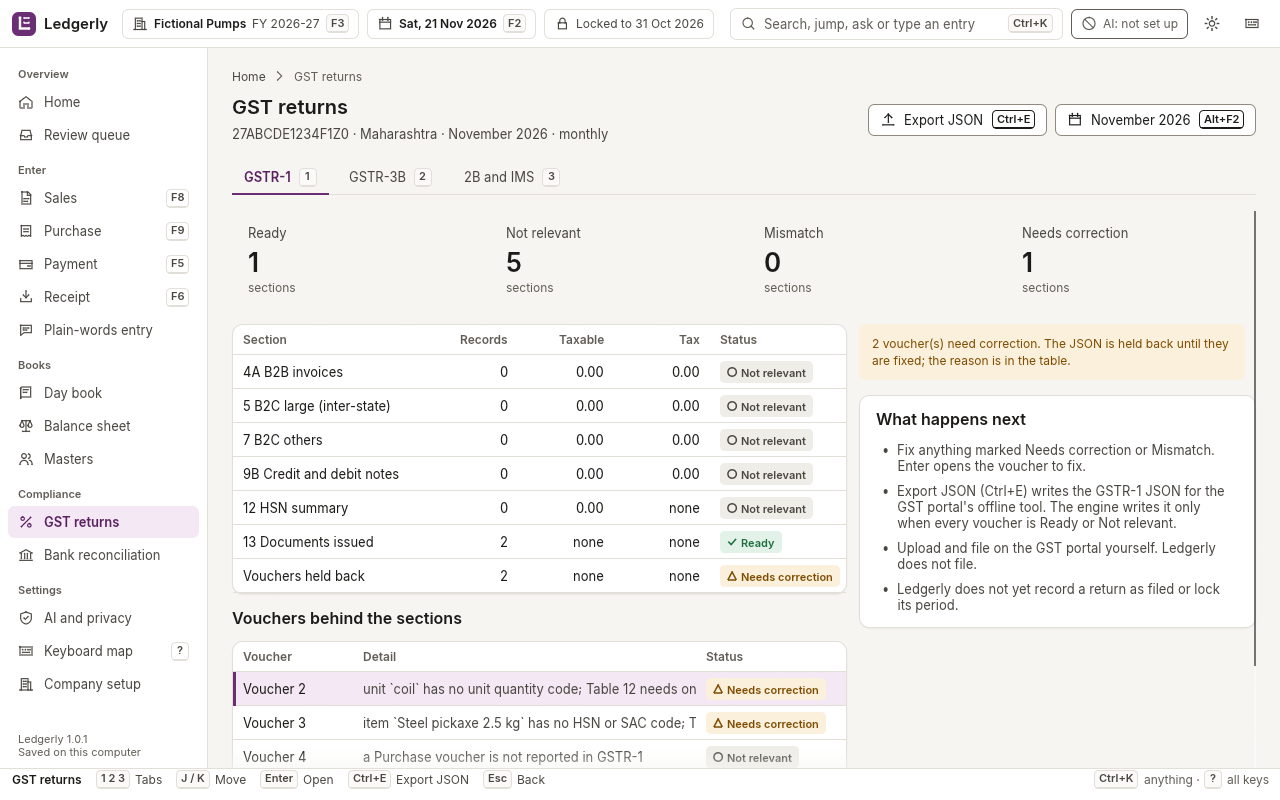 Ledgerly
Fictional Pumps FY 2026-27 F3
Sat, 21 Nov 2026 F2
Locked to 31 Oct 2026
Search, jump, ask or type an entry Ctrl+K
AI: not set up
Overview
Home
Review queue
Enter
Sales F8
Purchase F9
Payment F5
Receipt F6
Plain-words entry
Books
Day book
Balance sheet
Masters
Compliance
GST returns
Bank reconciliation
Settings
AI and privacy
Keyboard map ?
Company setup
Ledgerly 1.0.1
Saved on this computer
Home GST returns
GST returns
27ABCDE1234F1Z0 · Maharashtra · November 2026 · monthly
Export JSON Ctrl+E
November 2026 Alt+F2
GSTR-1 1 GSTR-3B 2 2B and IMS 3
Ready Not relevant Mismatch Needs correction
1 5 0 1
sections sections sections sections
Section Records Taxable Tax Status
4A B2B invoices 0 0.00 0.00 Not relevant
5 B2C large (inter-state) 0 0.00 0.00 Not relevant
7 B2C others 0 0.00 0.00 Not relevant
9B Credit and debit notes 0 0.00 0.00 Not relevant
12 HSN summary 0 0.00 none Not relevant
13 Documents issued 2 none none Ready
Vouchers held back 2 none none Needs correction
Vouchers behind the sections
Voucher Detail Status
Voucher 2 unit `coil` has no unit quantity code; Table 12 needs on Needs correction
Voucher 3 item `Steel pickaxe 2.5 kg` has no HSN or SAC code; T Needs correction
Voucher 4 a Purchase voucher is not reported in GSTR-1 Not relevant
2 voucher(s) need correction. The JSON is held back until they
are fixed; the reason is in the table.
What happens next
• Fix anything marked Needs correction or Mismatch.
Enter opens the voucher to fix.
• Export JSON (Ctrl+E) writes the GSTR-1 JSON for the
GST portal's offline tool. The engine writes it only
when every voucher is Ready or Not relevant.
• Upload and file on the GST portal yourself. Ledgerly
does not file.
• Ledgerly does not yet record a return as filed or lock
its period.
GST returns 1 2 3 Tabs J / K Move Enter Open Ctrl+E Export JSON Esc Back Ctrl+K anything · ? all keys